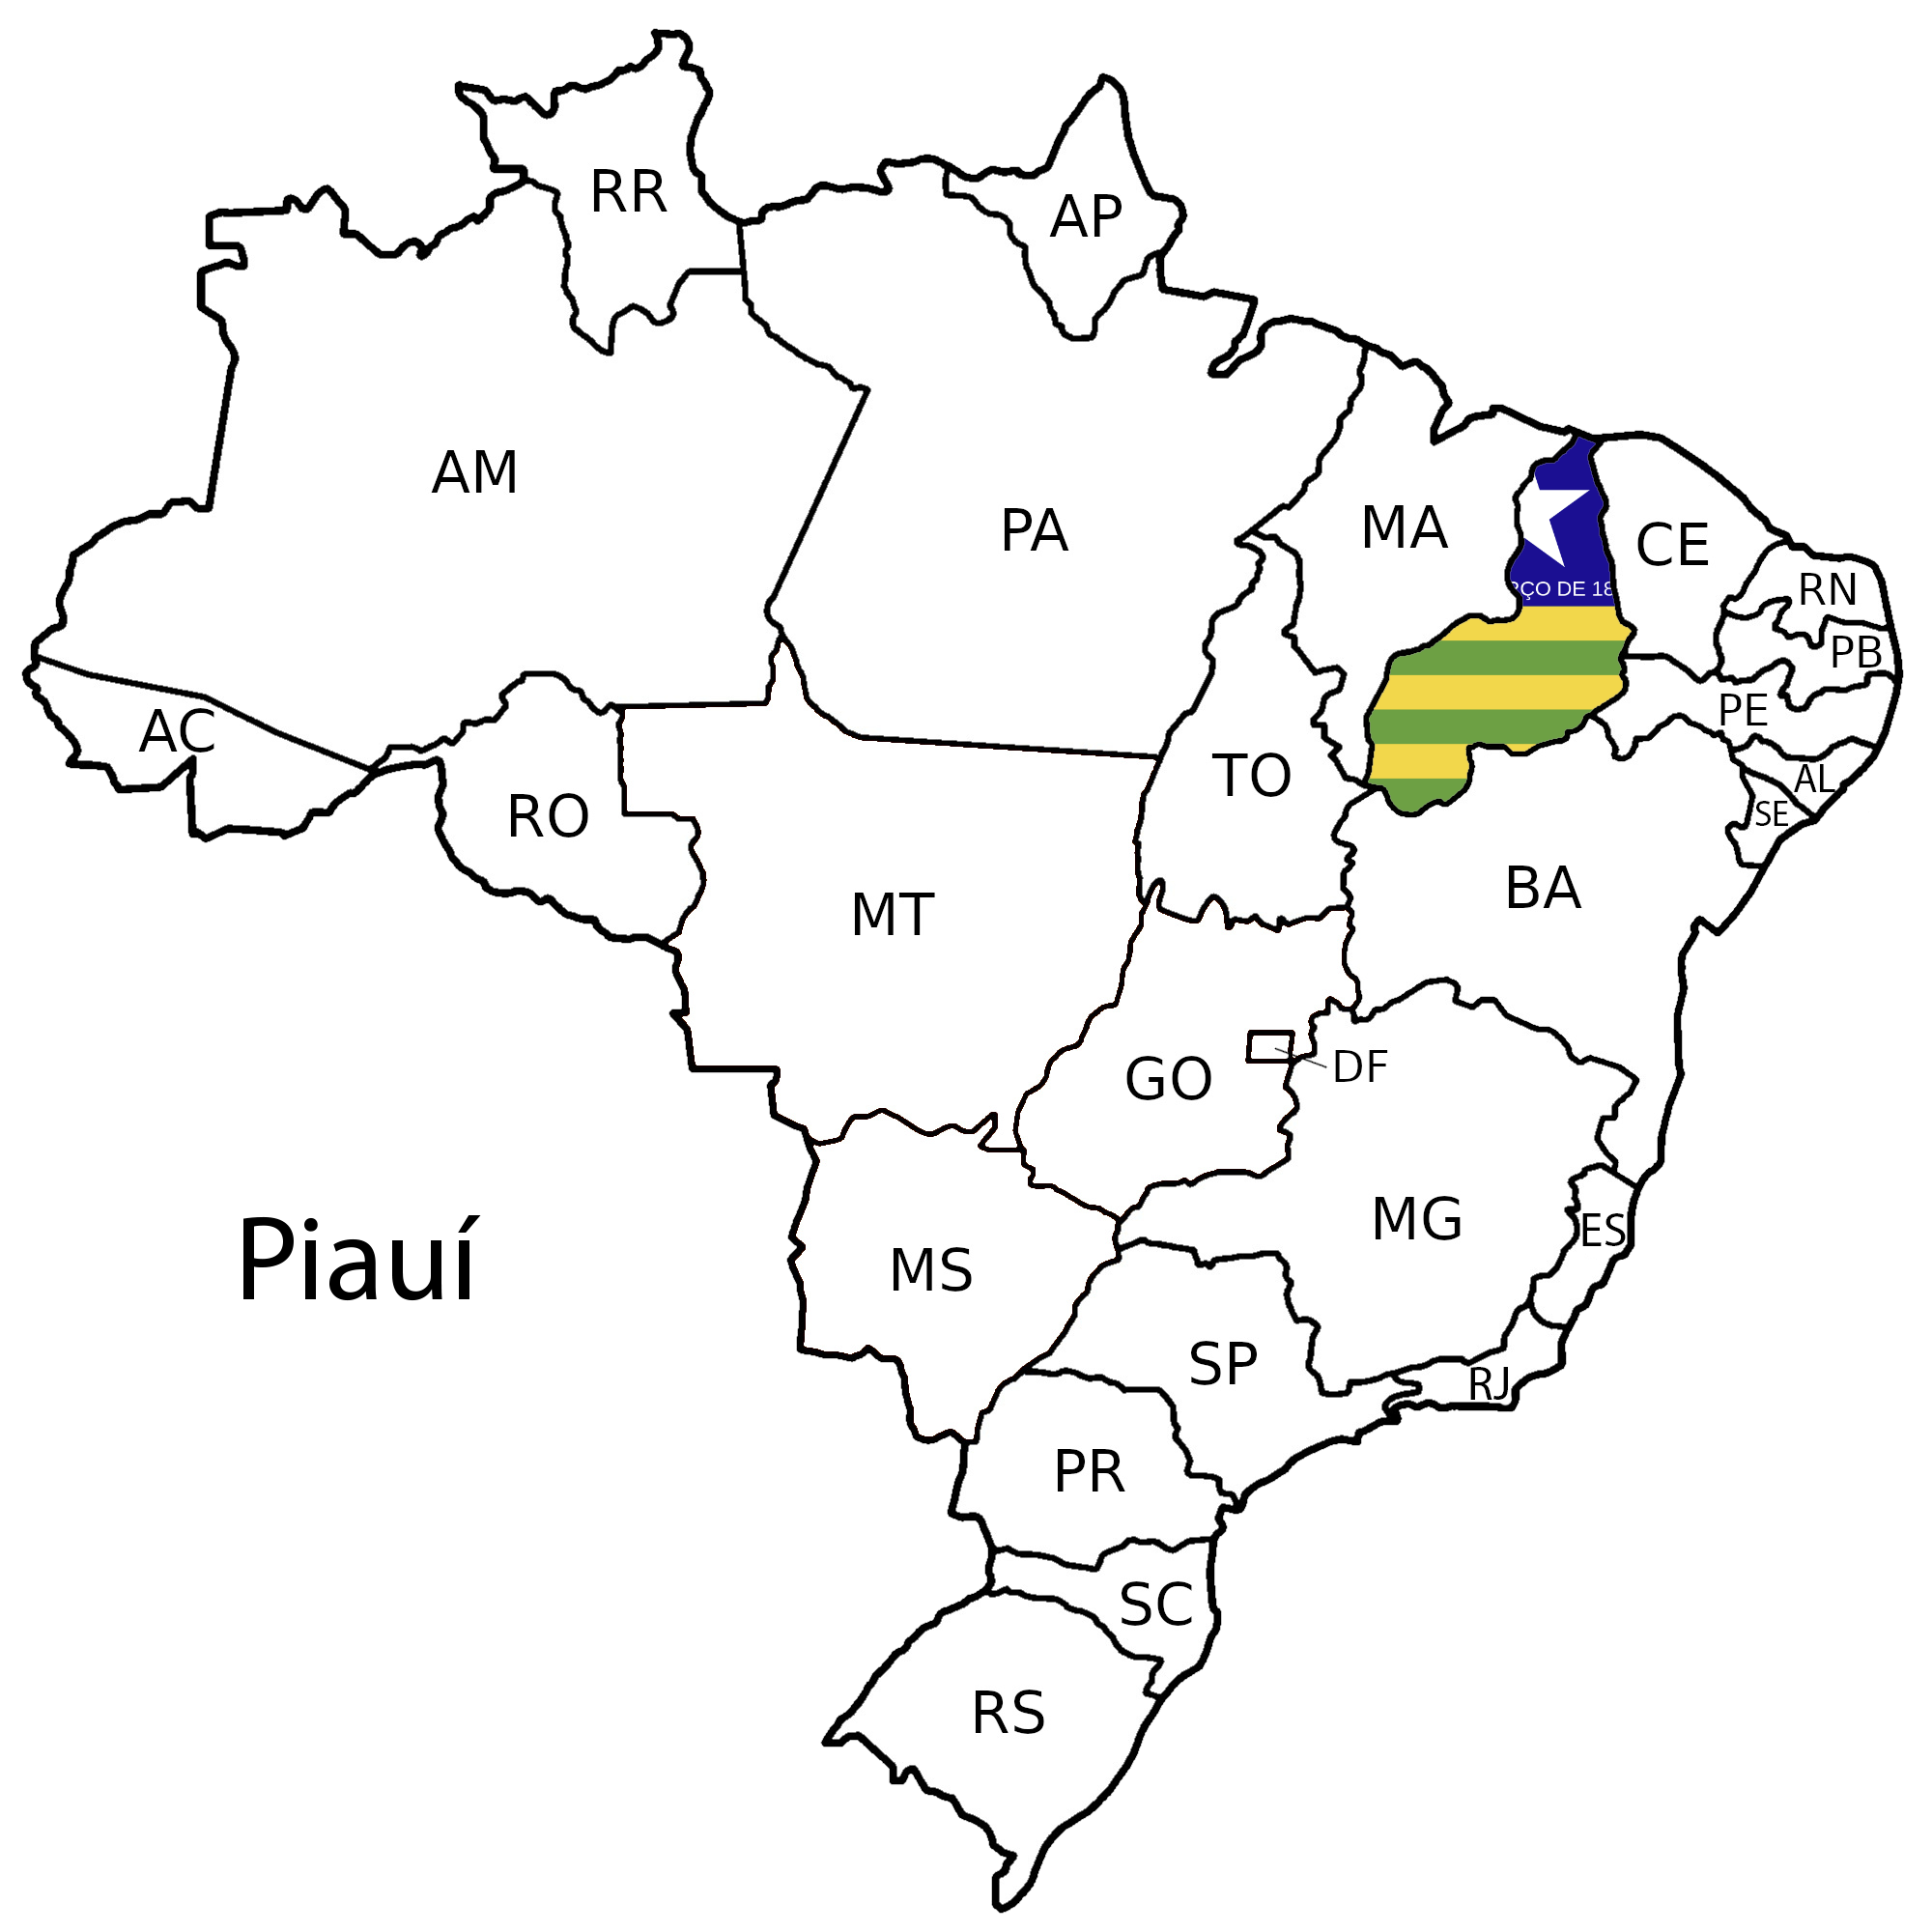 RR
AP
AM
PA
MA
CE
RÇO DE 18
RN
PB
PE
AC
TO
AL
SE
RO
BA
MT
GO
DF
MG
ES
Piauí
MS
SP
RJ
PR
SC
RS